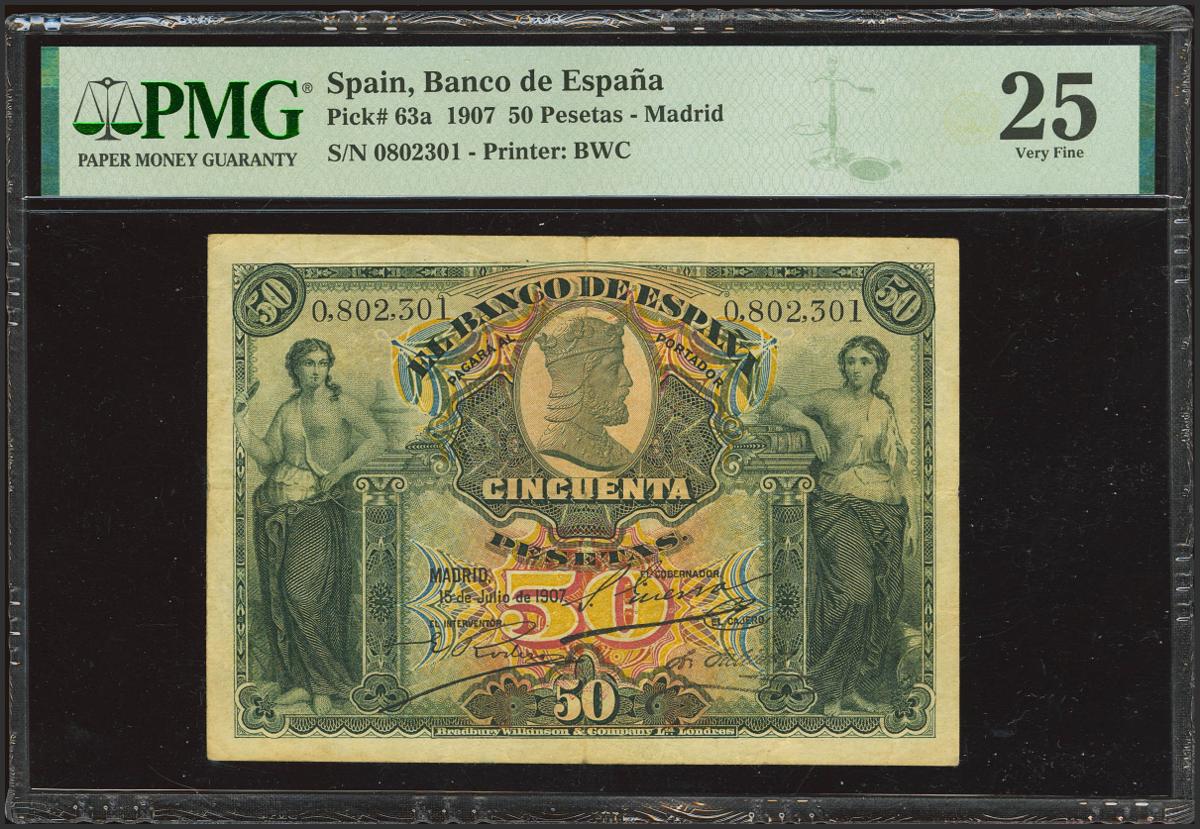 PMG®
PAPER MONEY GUARANTY
Spain, Banco de España
Pick# 63a 1907 50 Pesetas - Madrid
S/N 0802301 - Printer: BWC
25
Very Fine
50
50
0,802,301
0,802,301
EL BANCO DE ESPAÑA
PAGARÁ AL
PORTADOR
CINCUENTA
PESETAS.
MADRID,
15 de Julio de 1907
50
EL GOBERNADOR
EL INTERVENTOR
EL CAJERO
50
Bradbury Wilkinson & Company Ld. Londres